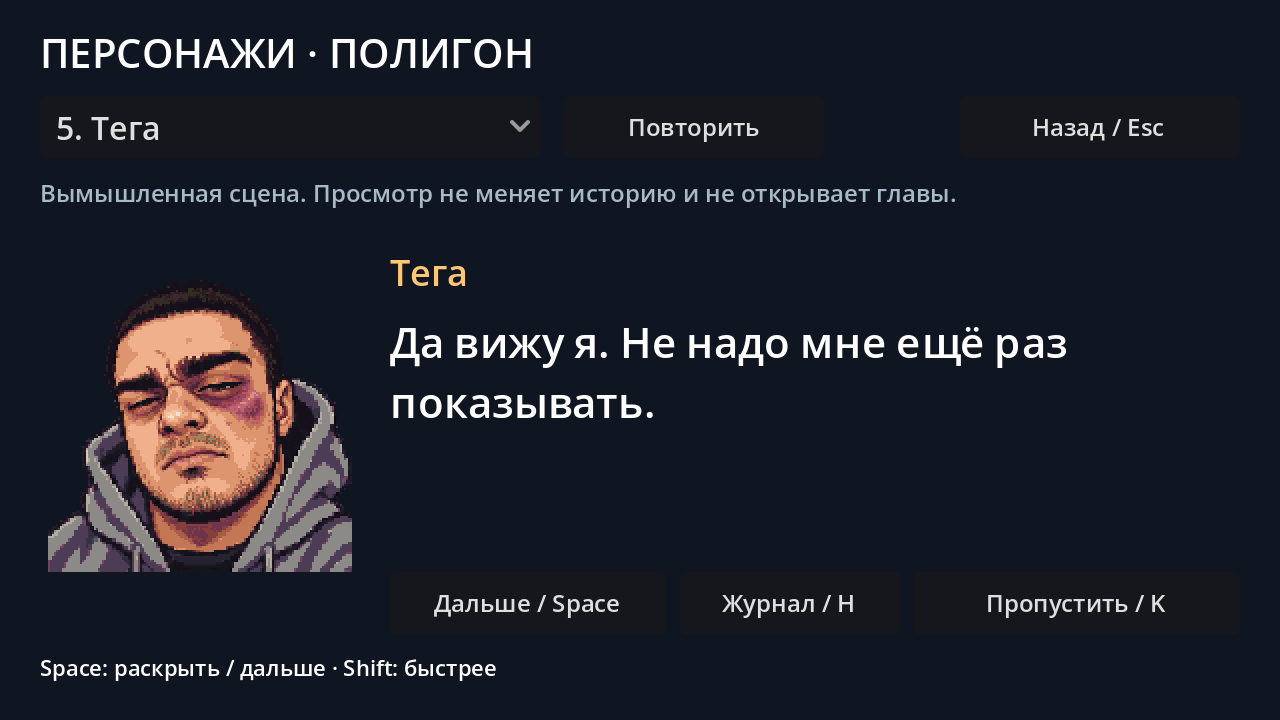 ПЕРСОНАЖИ · ПОЛИГОН
5. Тега
Повторить
Назад / Esc
Вымышленная сцена. Просмотр не меняет историю и не открывает главы.
Тега
Да вижу я. Не надо мне ещё раз
показывать.
Дальше / Space
Журнал / H
Пропустить / K
Space: раскрыть / дальше · Shift: быстрее